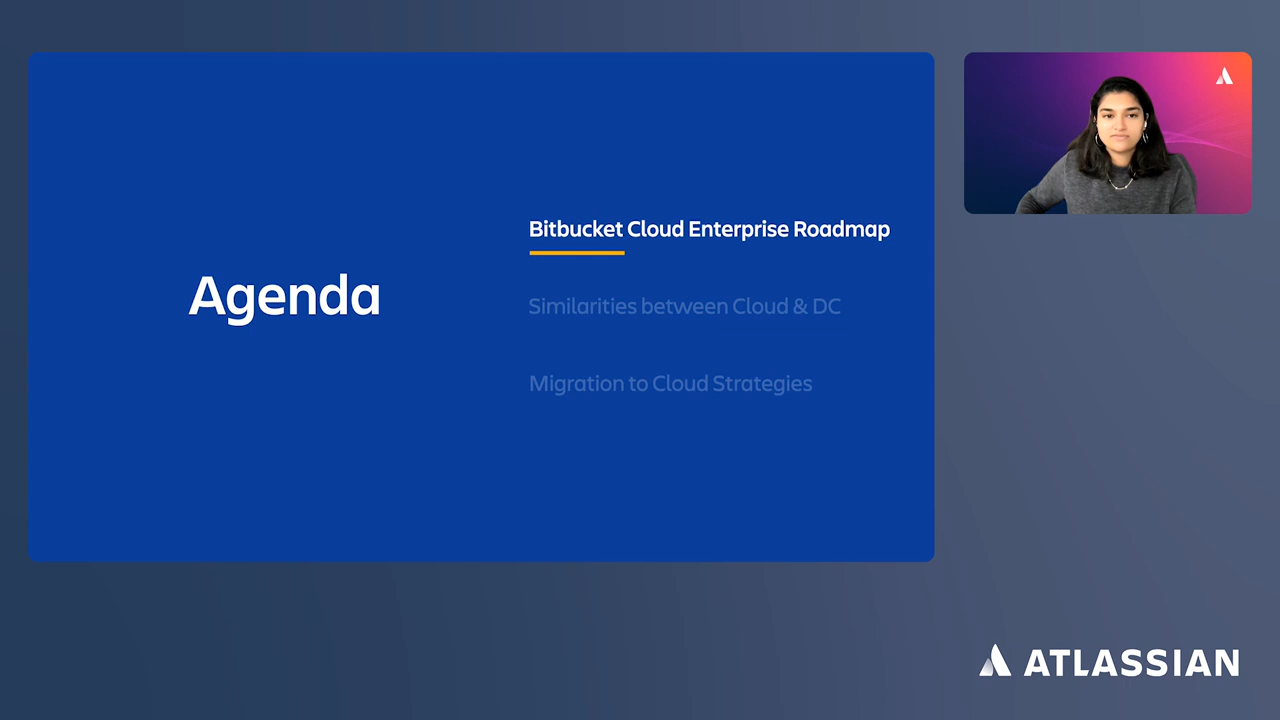 Agenda
Bitbucket Cloud Enterprise Roadmap
Similarities between Cloud & DC
Migration to Cloud Strategies
ATLASSIAN